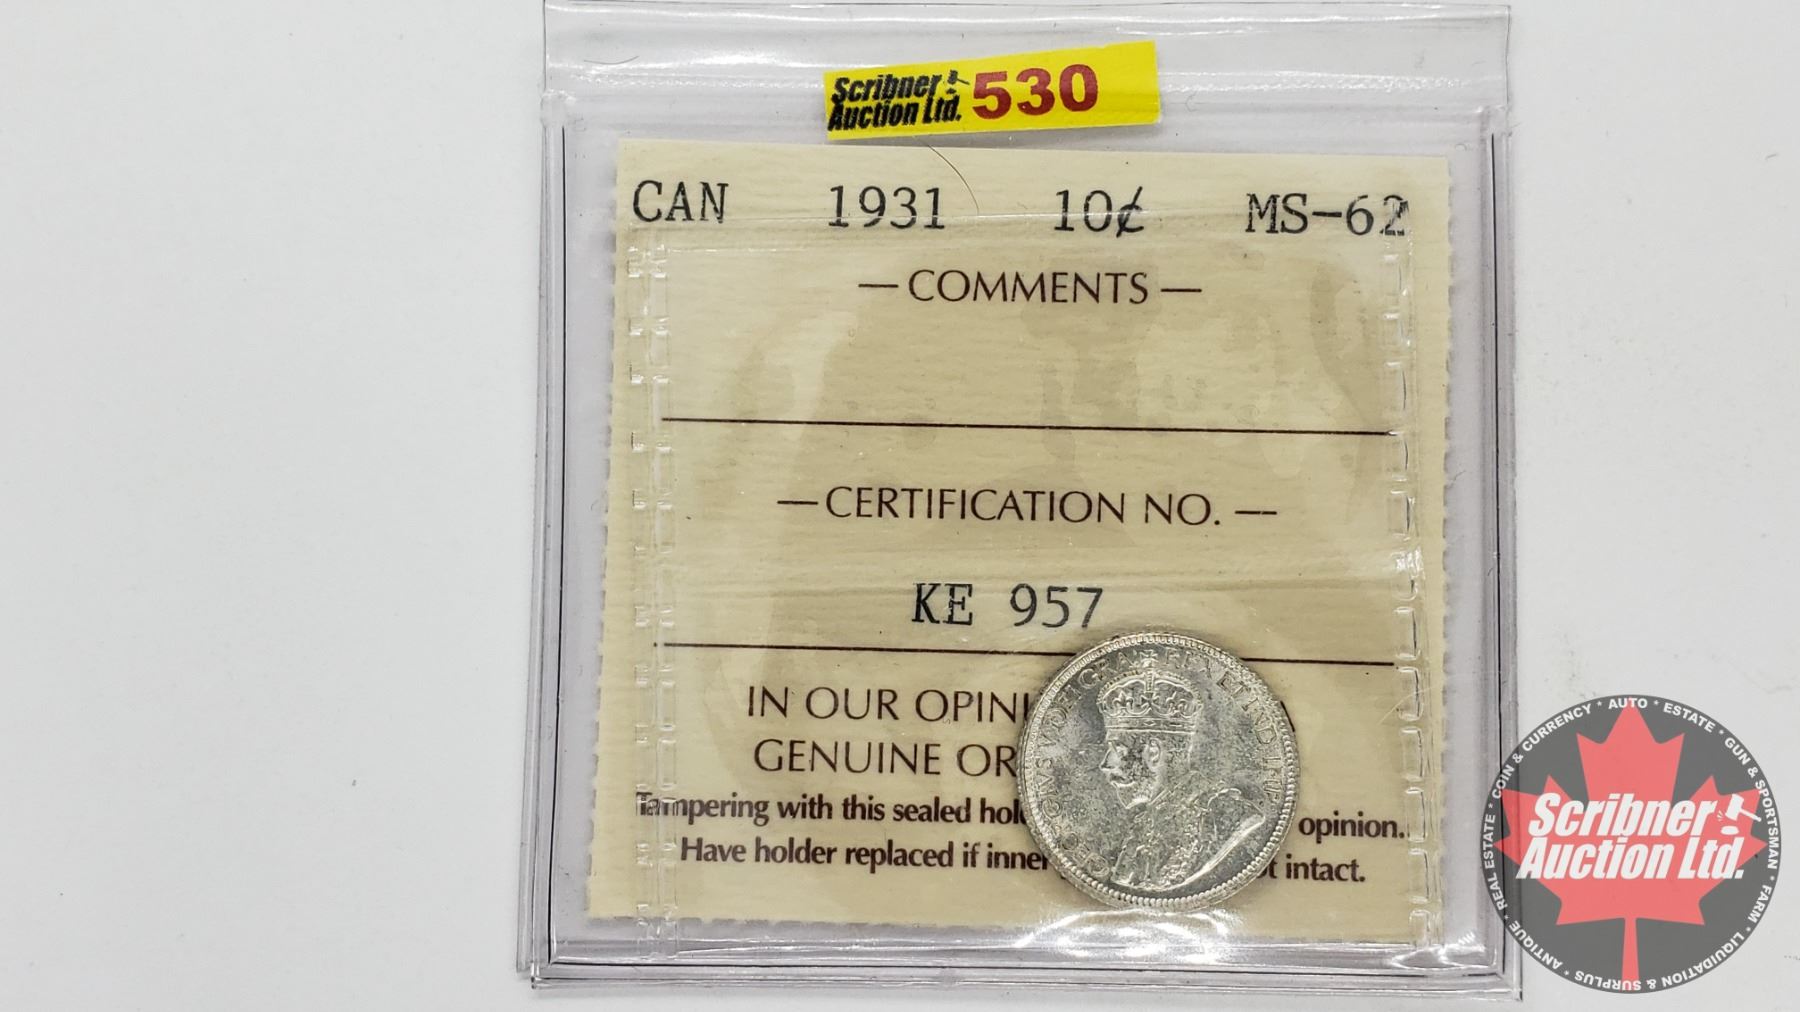 Scribner
Auction Ltd. 530
CAN 1931 10¢ MS-62
— COMMENTS —
— CERTIFICATION NO. —
KE 957
IN OUR OPINI
GENUINE OR
Tampering with this sealed hol opinion.
Have holder replaced if inner t intact.
GEORGIVS V DEI GRA REX ET IND:IMP:
REAL ESTATE * COIN & CURRENCY * AUTO * ESTATE * GUN & SPORTSMAN * FARM * LIQUIDATION & SURPLUS * ANTIQUE *
Scribner
Auction Ltd.